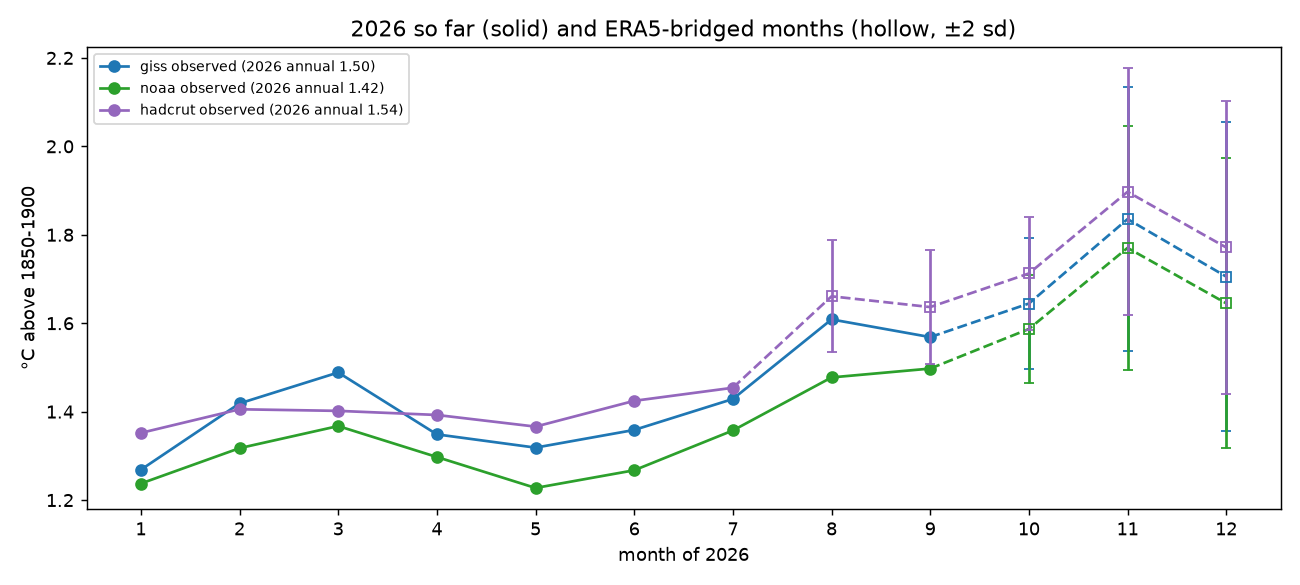 2026 so far (solid) and ERA5-bridged months (hollow, ±2 sd)
giss observed (2026 annual 1.50)
noaa observed (2026 annual 1.42)
hadcrut observed (2026 annual 1.54)
°C above 1850-1900
2.2
2.0
1.8
1.6
1.4
1.2
1 2 3 4 5 6 7 8 9 10 11 12
month of 2026